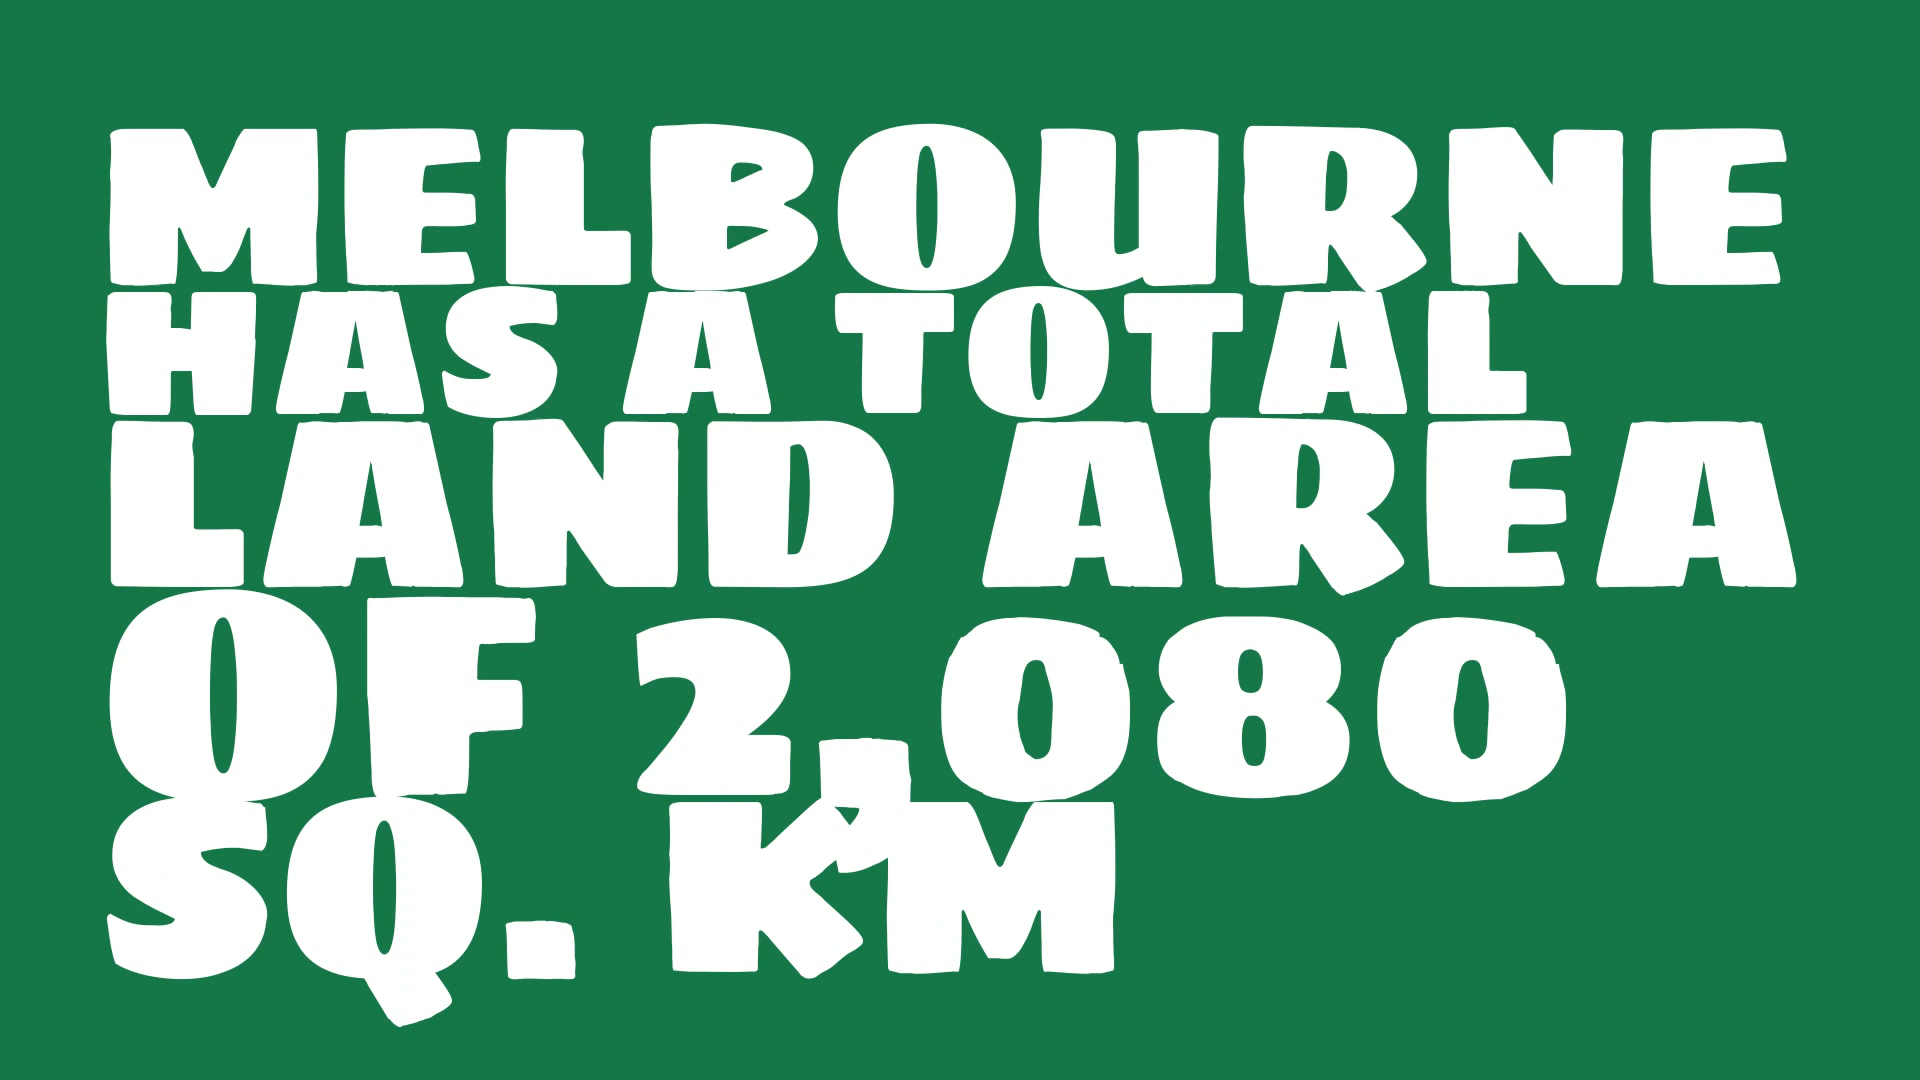 MELBOURNE
HAS A TOTAL
LAND AREA
OF 2,080
SQ. KM